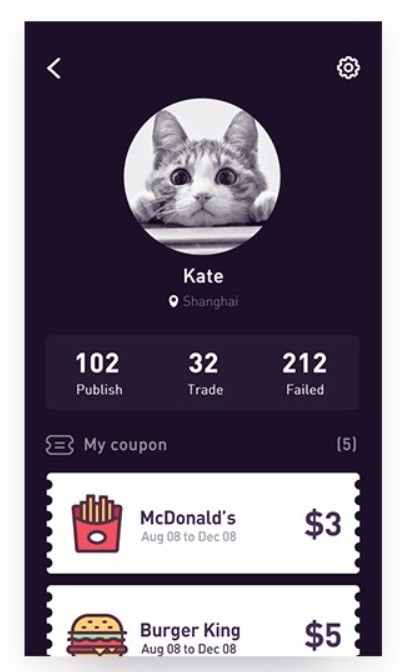 Kate
Shanghai
102 32 212
Publish Trade Failed
My coupon (5)
McDonald's $3
Aug 08 to Dec 08
Burger King $5
Aug 08 to Dec 08